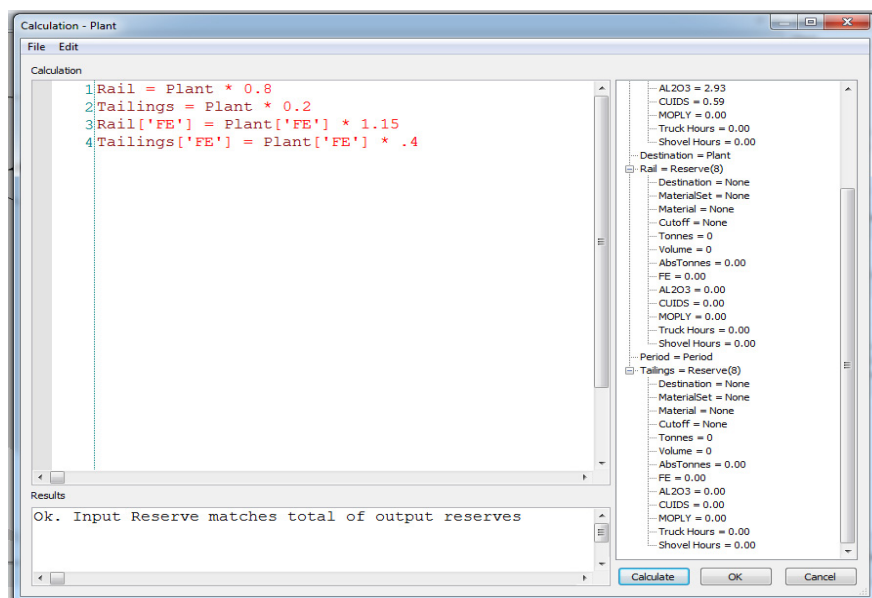 Calculation - Plant
File Edit
Calculation
1 Rail = Plant * 0.8
2 Tailings = Plant * 0.2
3 Rail['FE'] = Plant['FE'] * 1.15
4 Tailings['FE'] = Plant['FE'] * .4
AL2O3 = 2.93
CUIDS = 0.59
MOPLY = 0.00
Truck Hours = 0.00
Shovel Hours = 0.00
Destination = Plant
Rail = Reserve(8)
Destination = None
MaterialSet = None
Material = None
Cutoff = None
Tonnes = 0
Volume = 0
AbsTonnes = 0.00
FE = 0.00
AL2O3 = 0.00
CUIDS = 0.00
MOPLY = 0.00
Truck Hours = 0.00
Shovel Hours = 0.00
Period = Period
Tailings = Reserve(8)
Destination = None
MaterialSet = None
Material = None
Cutoff = None
Tonnes = 0
Volume = 0
AbsTonnes = 0.00
FE = 0.00
AL2O3 = 0.00
CUIDS = 0.00
MOPLY = 0.00
Truck Hours = 0.00
Shovel Hours = 0.00
Results
Ok. Input Reserve matches total of output reserves
Calculate OK Cancel